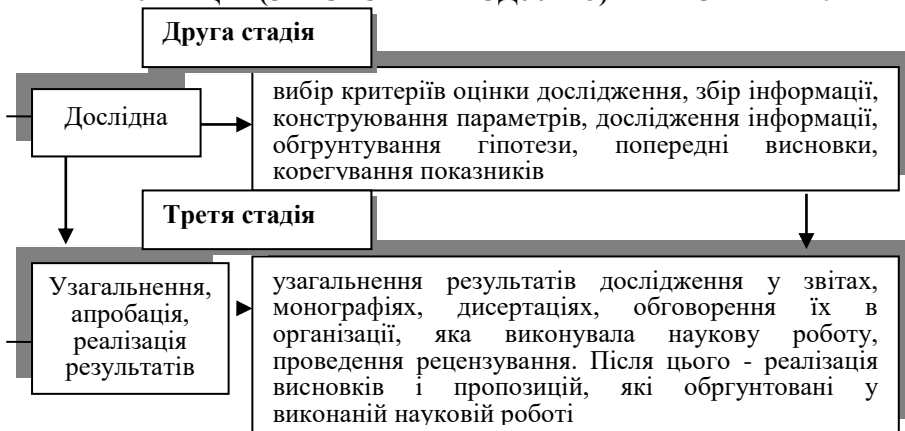 Друга стадія
Дослідна
вибір критеріїв оцінки дослідження, збір інформації,
конструювання параметрів, дослідження інформації,
обгрунтування гіпотези, попередні висновки,
корегування показників
Третя стадія
Узагальнення,
апробація,
реалізація
результатів
узагальнення результатів дослідження у звітах,
монографіях, дисертаціях, обговорення їх в
організації, яка виконувала наукову роботу,
проведення рецензування. Після цього - реалізація
висновків і пропозицій, які обргунтовані у
виконаній науковій роботі